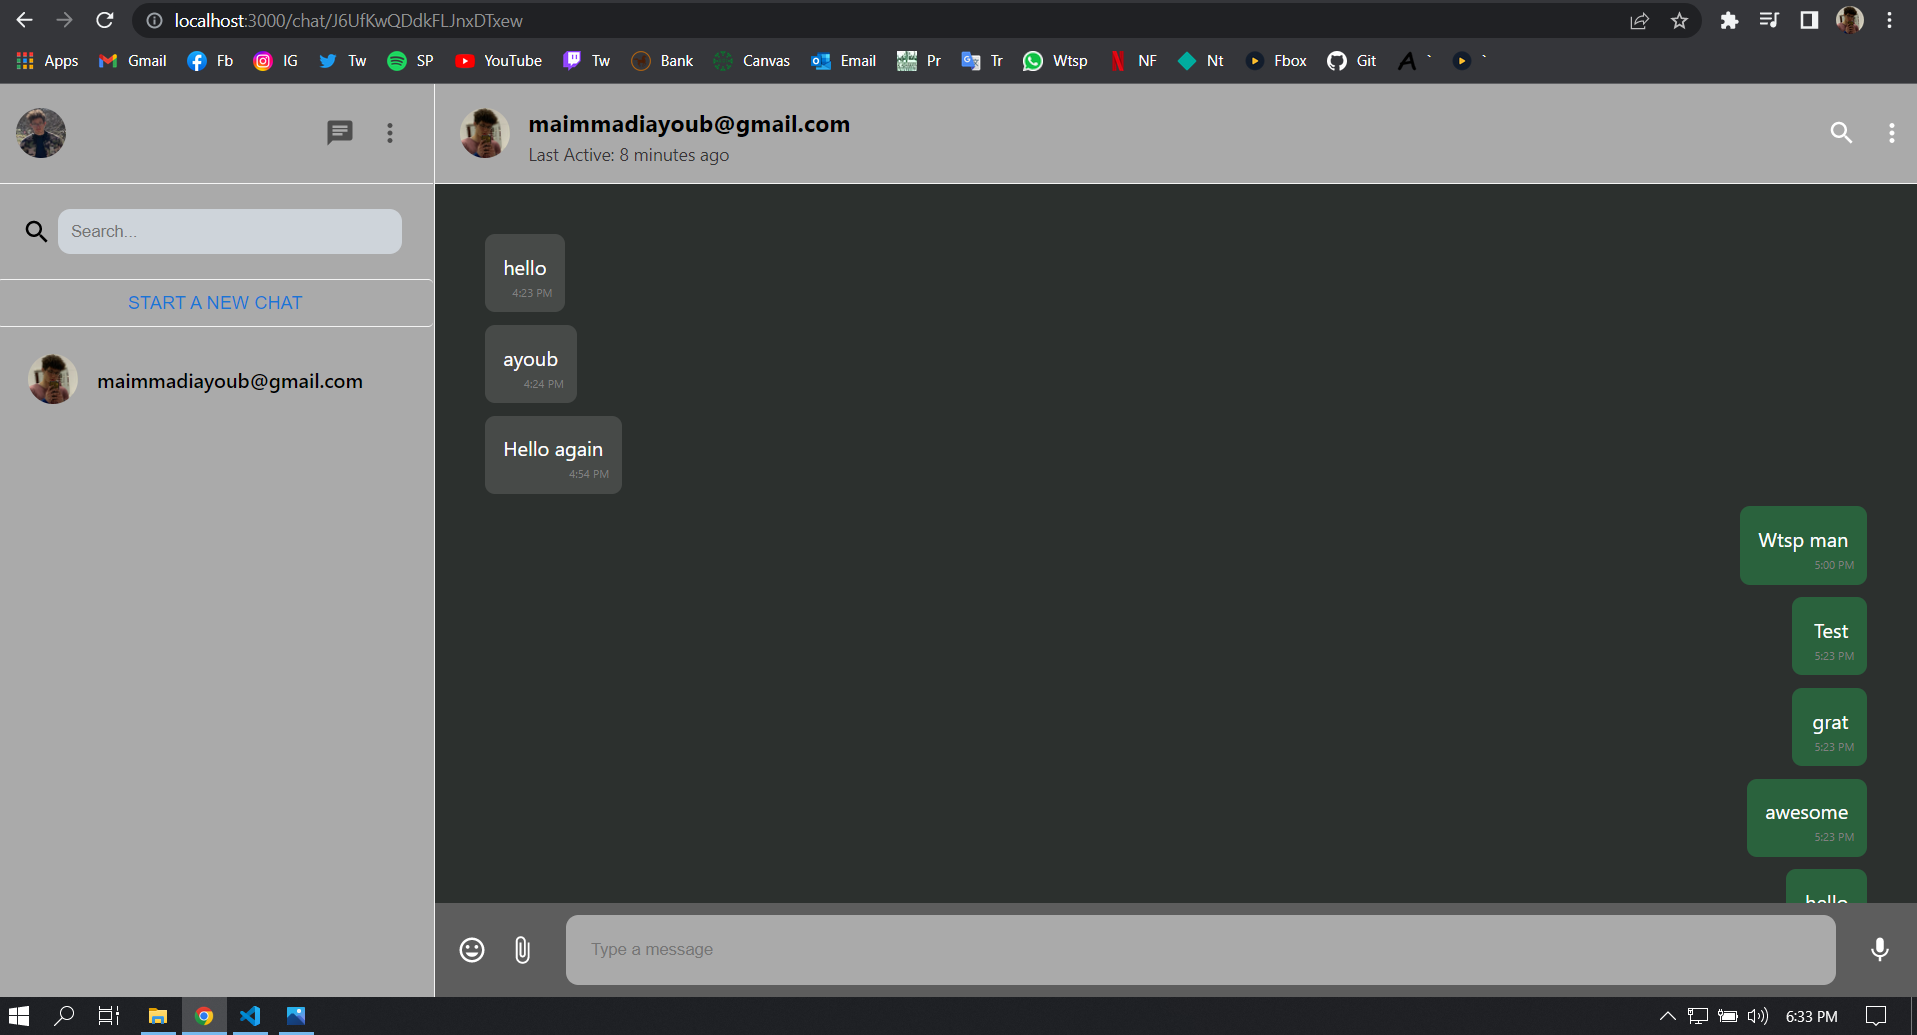 localhost:3000/chat/J6UfKwQDdkFLJnxDTxew
Apps Gmail Fb IG Tw SP YouTube Tw Bank Canvas Email Pr Tr Wtsp NF Nt Fbox Git ` `
maimmadiayoub@gmail.com
Last Active: 8 minutes ago
Search...
START A NEW CHAT
maimmadiayoub@gmail.com
hello
4:23 PM
ayoub
4:24 PM
Hello again
4:54 PM
Wtsp man
5:00 PM
Test
5:23 PM
grat
5:23 PM
awesome
5:23 PM
hello
Type a message
6:33 PM